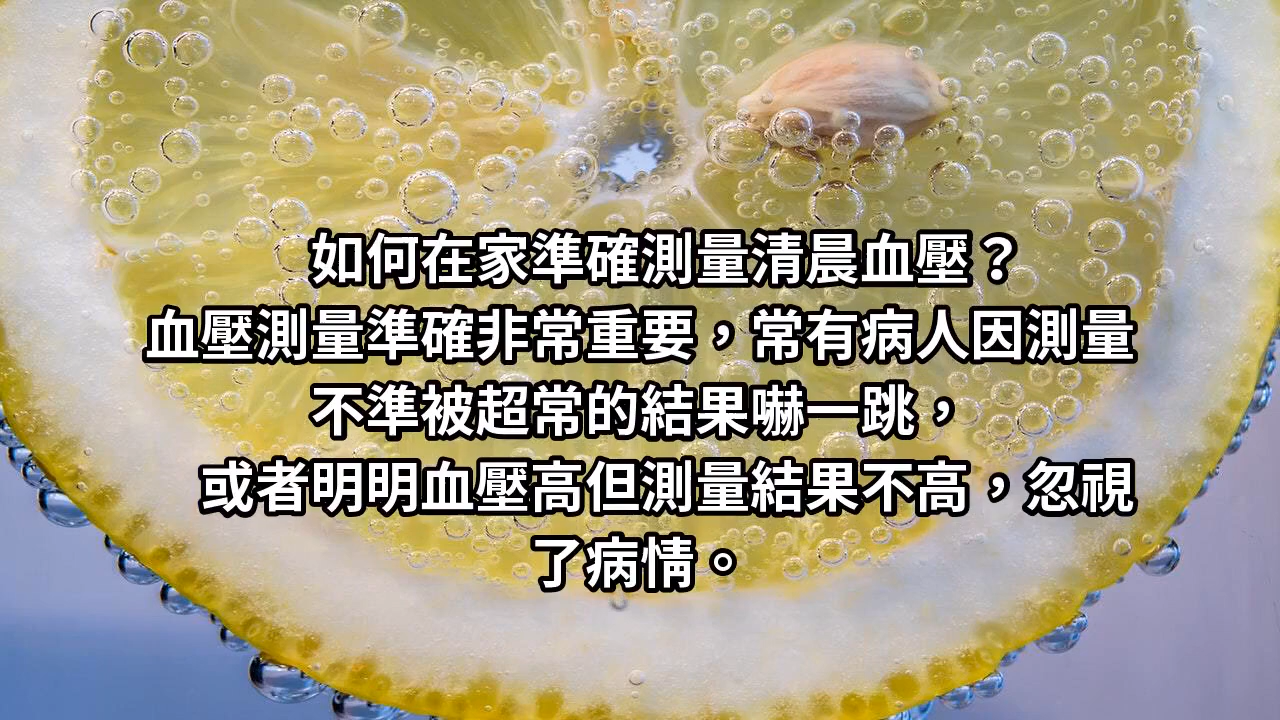 如何在家準確測量清晨血壓？
血壓測量準確非常重要，常有病人因測量
不準被超常的結果嚇一跳，
或者明明血壓高但測量結果不高，忽視
了病情。